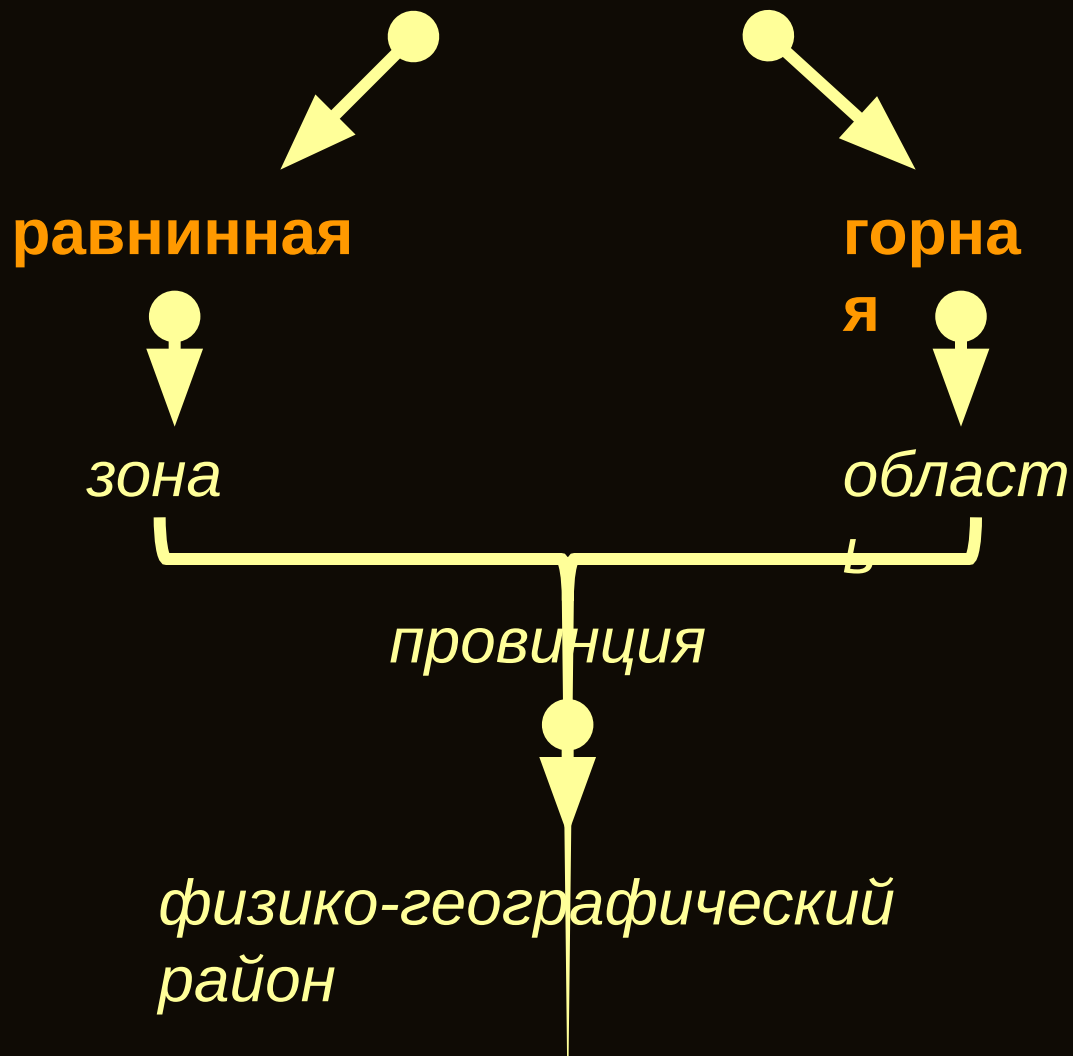 равнинная
горна
я
зона
област
ь
провинция
физико-географический
район